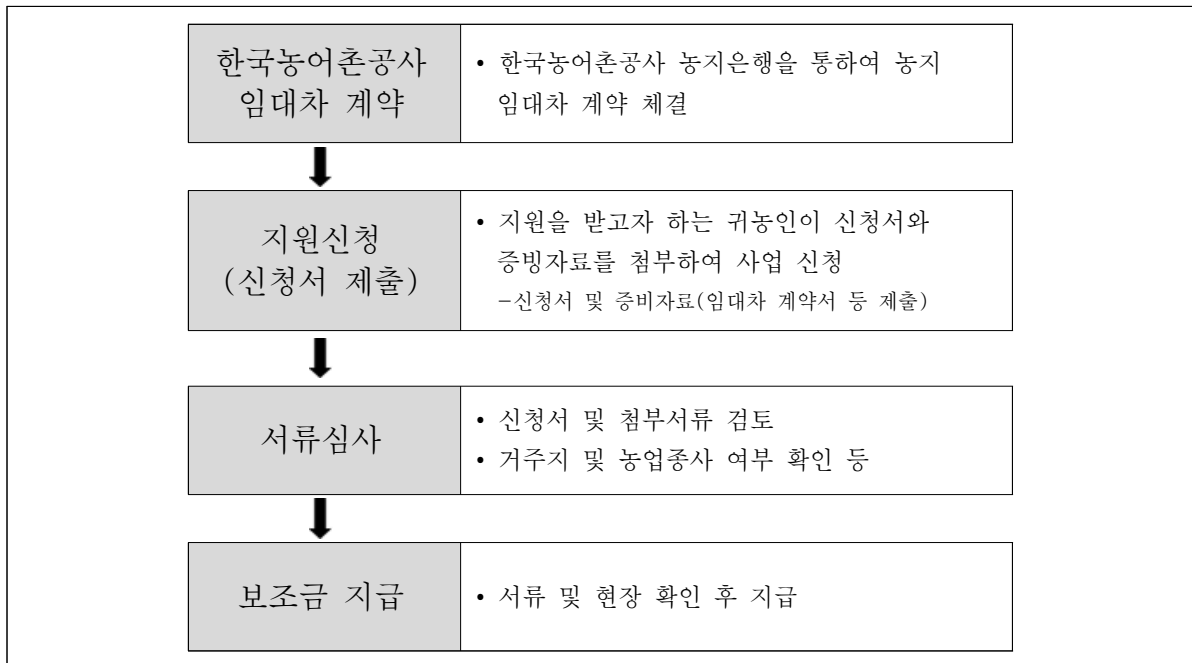 한국농어촌공사
임대차 계약
• 한국농어촌공사 농지은행을 통하여 농지
임대차 계약 체결
지원신청
(신청서 제출)
• 지원을 받고자 하는 귀농인이 신청서와
증빙자료를 첨부하여 사업 신청
-신청서 및 증비자료(임대차 계약서 등 제출)
서류심사
• 신청서 및 첨부서류 검토
• 거주지 및 농업종사 여부 확인 등
보조금 지급
• 서류 및 현장 확인 후 지급